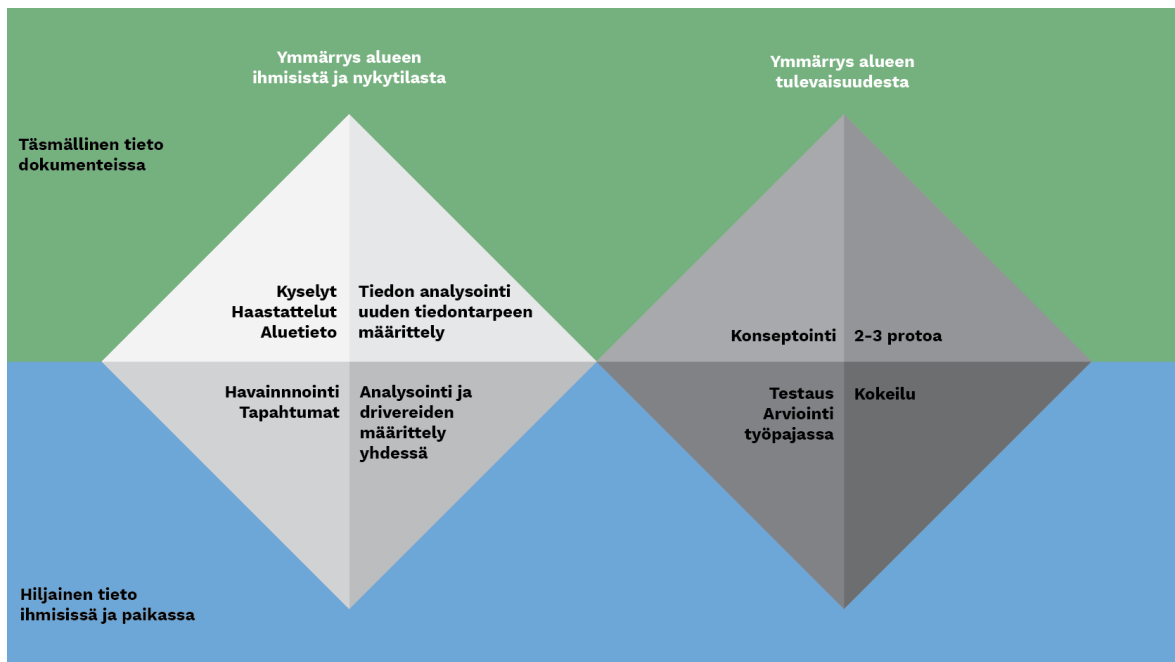 Ymmärrys alueen
ihmisistä ja nykytilasta
Ymmärrys alueen
tulevaisuudesta
Täsmällinen tieto
dokumenteissa
Kyselyt
Haastattelut
Aluetieto
Tiedon analysointi
uuden tiedontarpeen
määrittely
Konseptointi
2-3 protoa
Havainnnointi
Tapahtumat
Analysointi ja
drivereiden
määrittely
yhdessä
Testaus
Arviointi
työpajassa
Kokeilu
Hiljainen tieto
ihmisissä ja paikassa